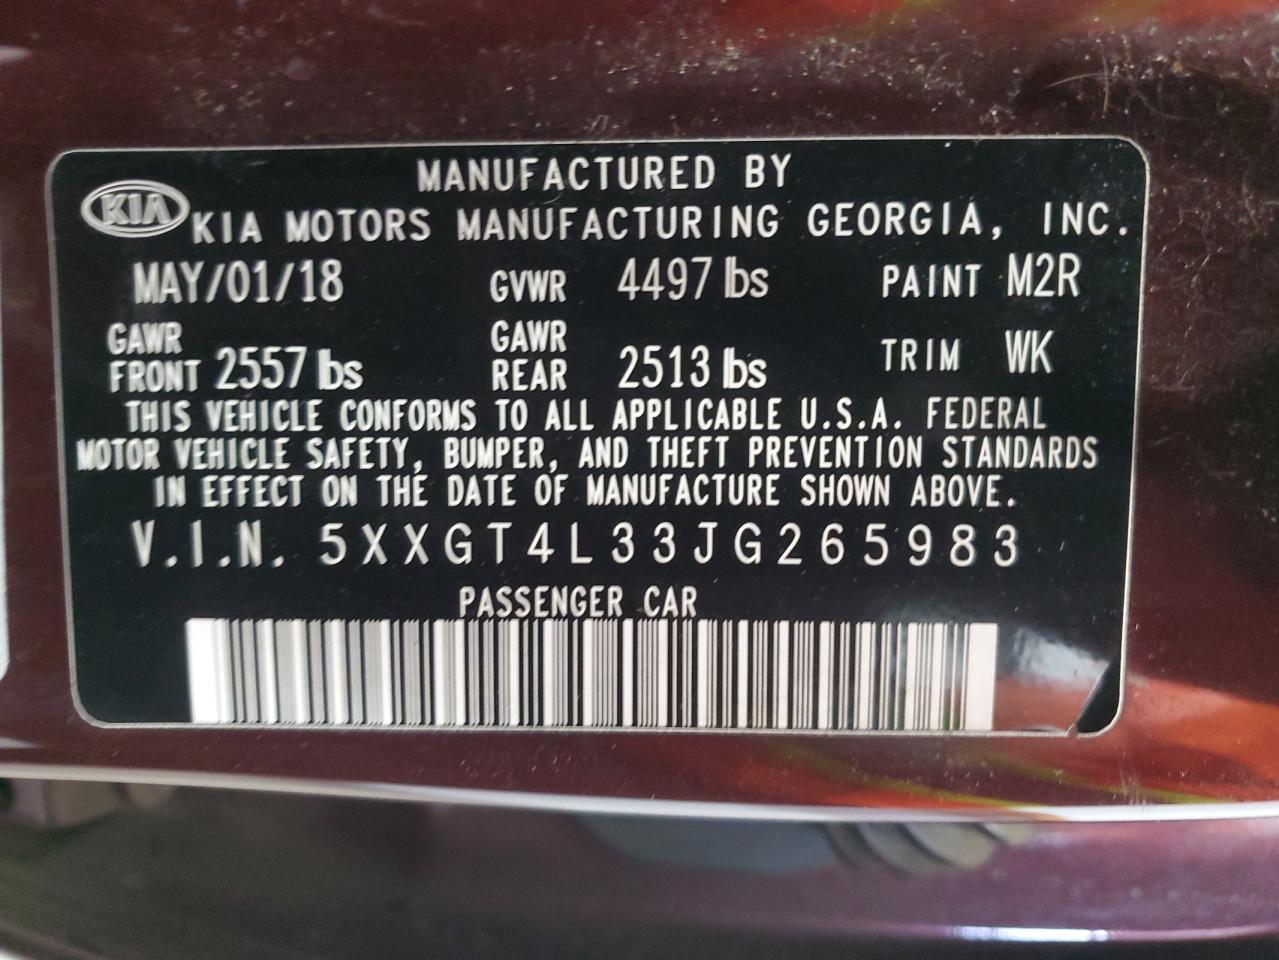 MANUFACTURED BY
KIA KIA MOTORS MANUFACTURING GEORGIA, INC.
MAY/01/18 GVWR 4497 lbs PAINT M2R
GAWR FRONT 2557 lbs GAWR REAR 2513 lbs TRIM WK
THIS VEHICLE CONFORMS TO ALL APPLICABLE U.S.A. FEDERAL
MOTOR VEHICLE SAFETY, BUMPER, AND THEFT PREVENTION STANDARDS
IN EFFECT ON THE DATE OF MANUFACTURE SHOWN ABOVE.
V.I.N. 5XXGT4L33JG265983
PASSENGER CAR